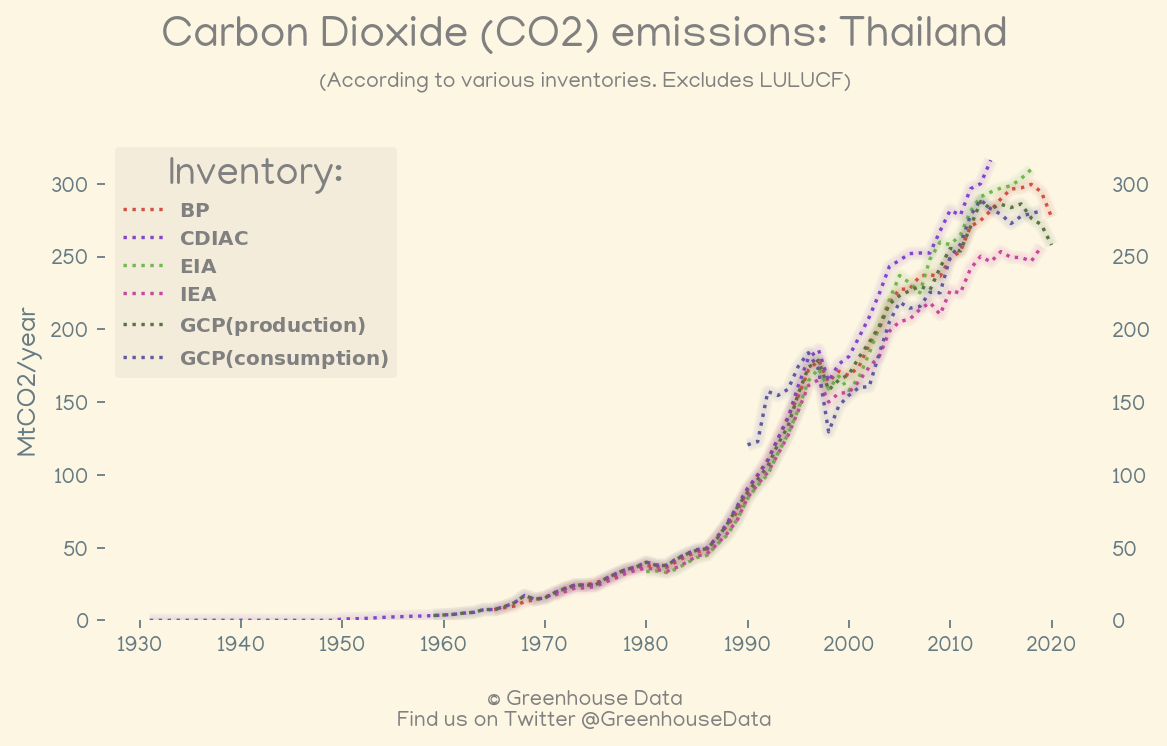 Carbon Dioxide (CO2) emissions: Thailand
(According to various inventories. Excludes LULUCF)
Inventory:
BP
CDIAC
EIA
IEA
GCP(production)
GCP(consumption)
MtCO2/year
300
250
200
150
100
50
0
300
250
200
150
100
50
0
1930 1940 1950 1960 1970 1980 1990 2000 2010 2020
© Greenhouse Data
Find us on Twitter @GreenhouseData